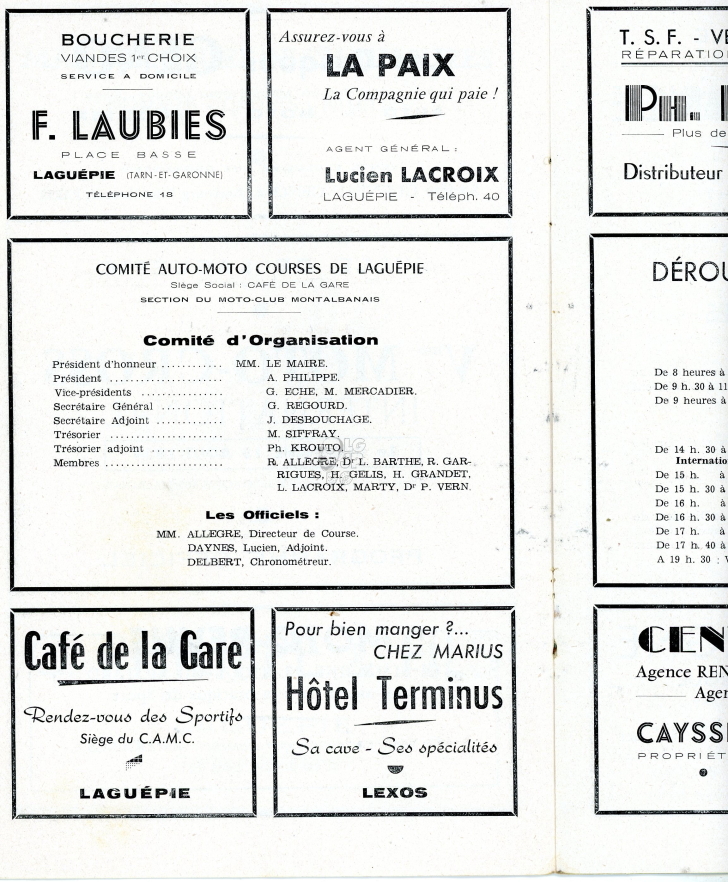 BOUCHERIE
VIANDES 1er CHOIX
SERVICE A DOMICILE
F. LAUBIES
PLACE BASSE
LAGUÉPIE (TARN-ET-GARONNE)
TÉLÉPHONE 18
Assurez-vous à
LA PAIX
La Compagnie qui paie !
AGENT GÉNÉRAL :
Lucien LACROIX
LAGUÉPIE - Téléph. 40
COMITÉ AUTO-MOTO COURSES DE LAGUÉPIE
Siège Social : CAFÉ DE LA GARE
SECTION DU MOTO-CLUB MONTALBANAIS
Comité d'Organisation
Président d'honneur ........... MM. LE MAIRE.
Président ...................... A. PHILIPPE.
Vice-présidents ................ G. ECHE, M. MERCADIER.
Secrétaire Général ............ G. REGOURD.
Secrétaire Adjoint ............. J. DESBOUCHAGE.
Trésorier ...................... M. SIFFRAY.
Trésorier adjoint .............. Ph. KROUTO.
Membres ....................... R. ALLEGRE, Dr L. BARTHE, R. GAR-
RIGUES, H. GELIS, H. GRANDET,
L. LACROIX, MARTY, Dr P. VERN.
Les Officiels :
MM. ALLEGRE, Directeur de Course.
DAYNES, Lucien, Adjoint.
DELBERT, Chronométreur.
Café de la Gare
Rendez-vous des Sportifs
Siège du C.A.M.C.
LAGUÉPIE
Pour bien manger ?...
CHEZ MARIUS
Hôtel Terminus
Sa cave - Ses spécialités
LEXOS
T. S. F. - VE
RÉPARATION
PH.
Plus de
Distributeur
DÉROU
De 8 heures à
De 9 h. 30 à 11
De 9 heures à
De 14 h. 30 à
Internatio
De 15 h. à
De 15 h. 30 à
De 16 h. à
De 16 h. 30 à
De 17 h. à
De 17 h. 40 à
A 19 h. 30 : V
CEN
Agence REN
Agen
CAYSS
PROPRIÉT